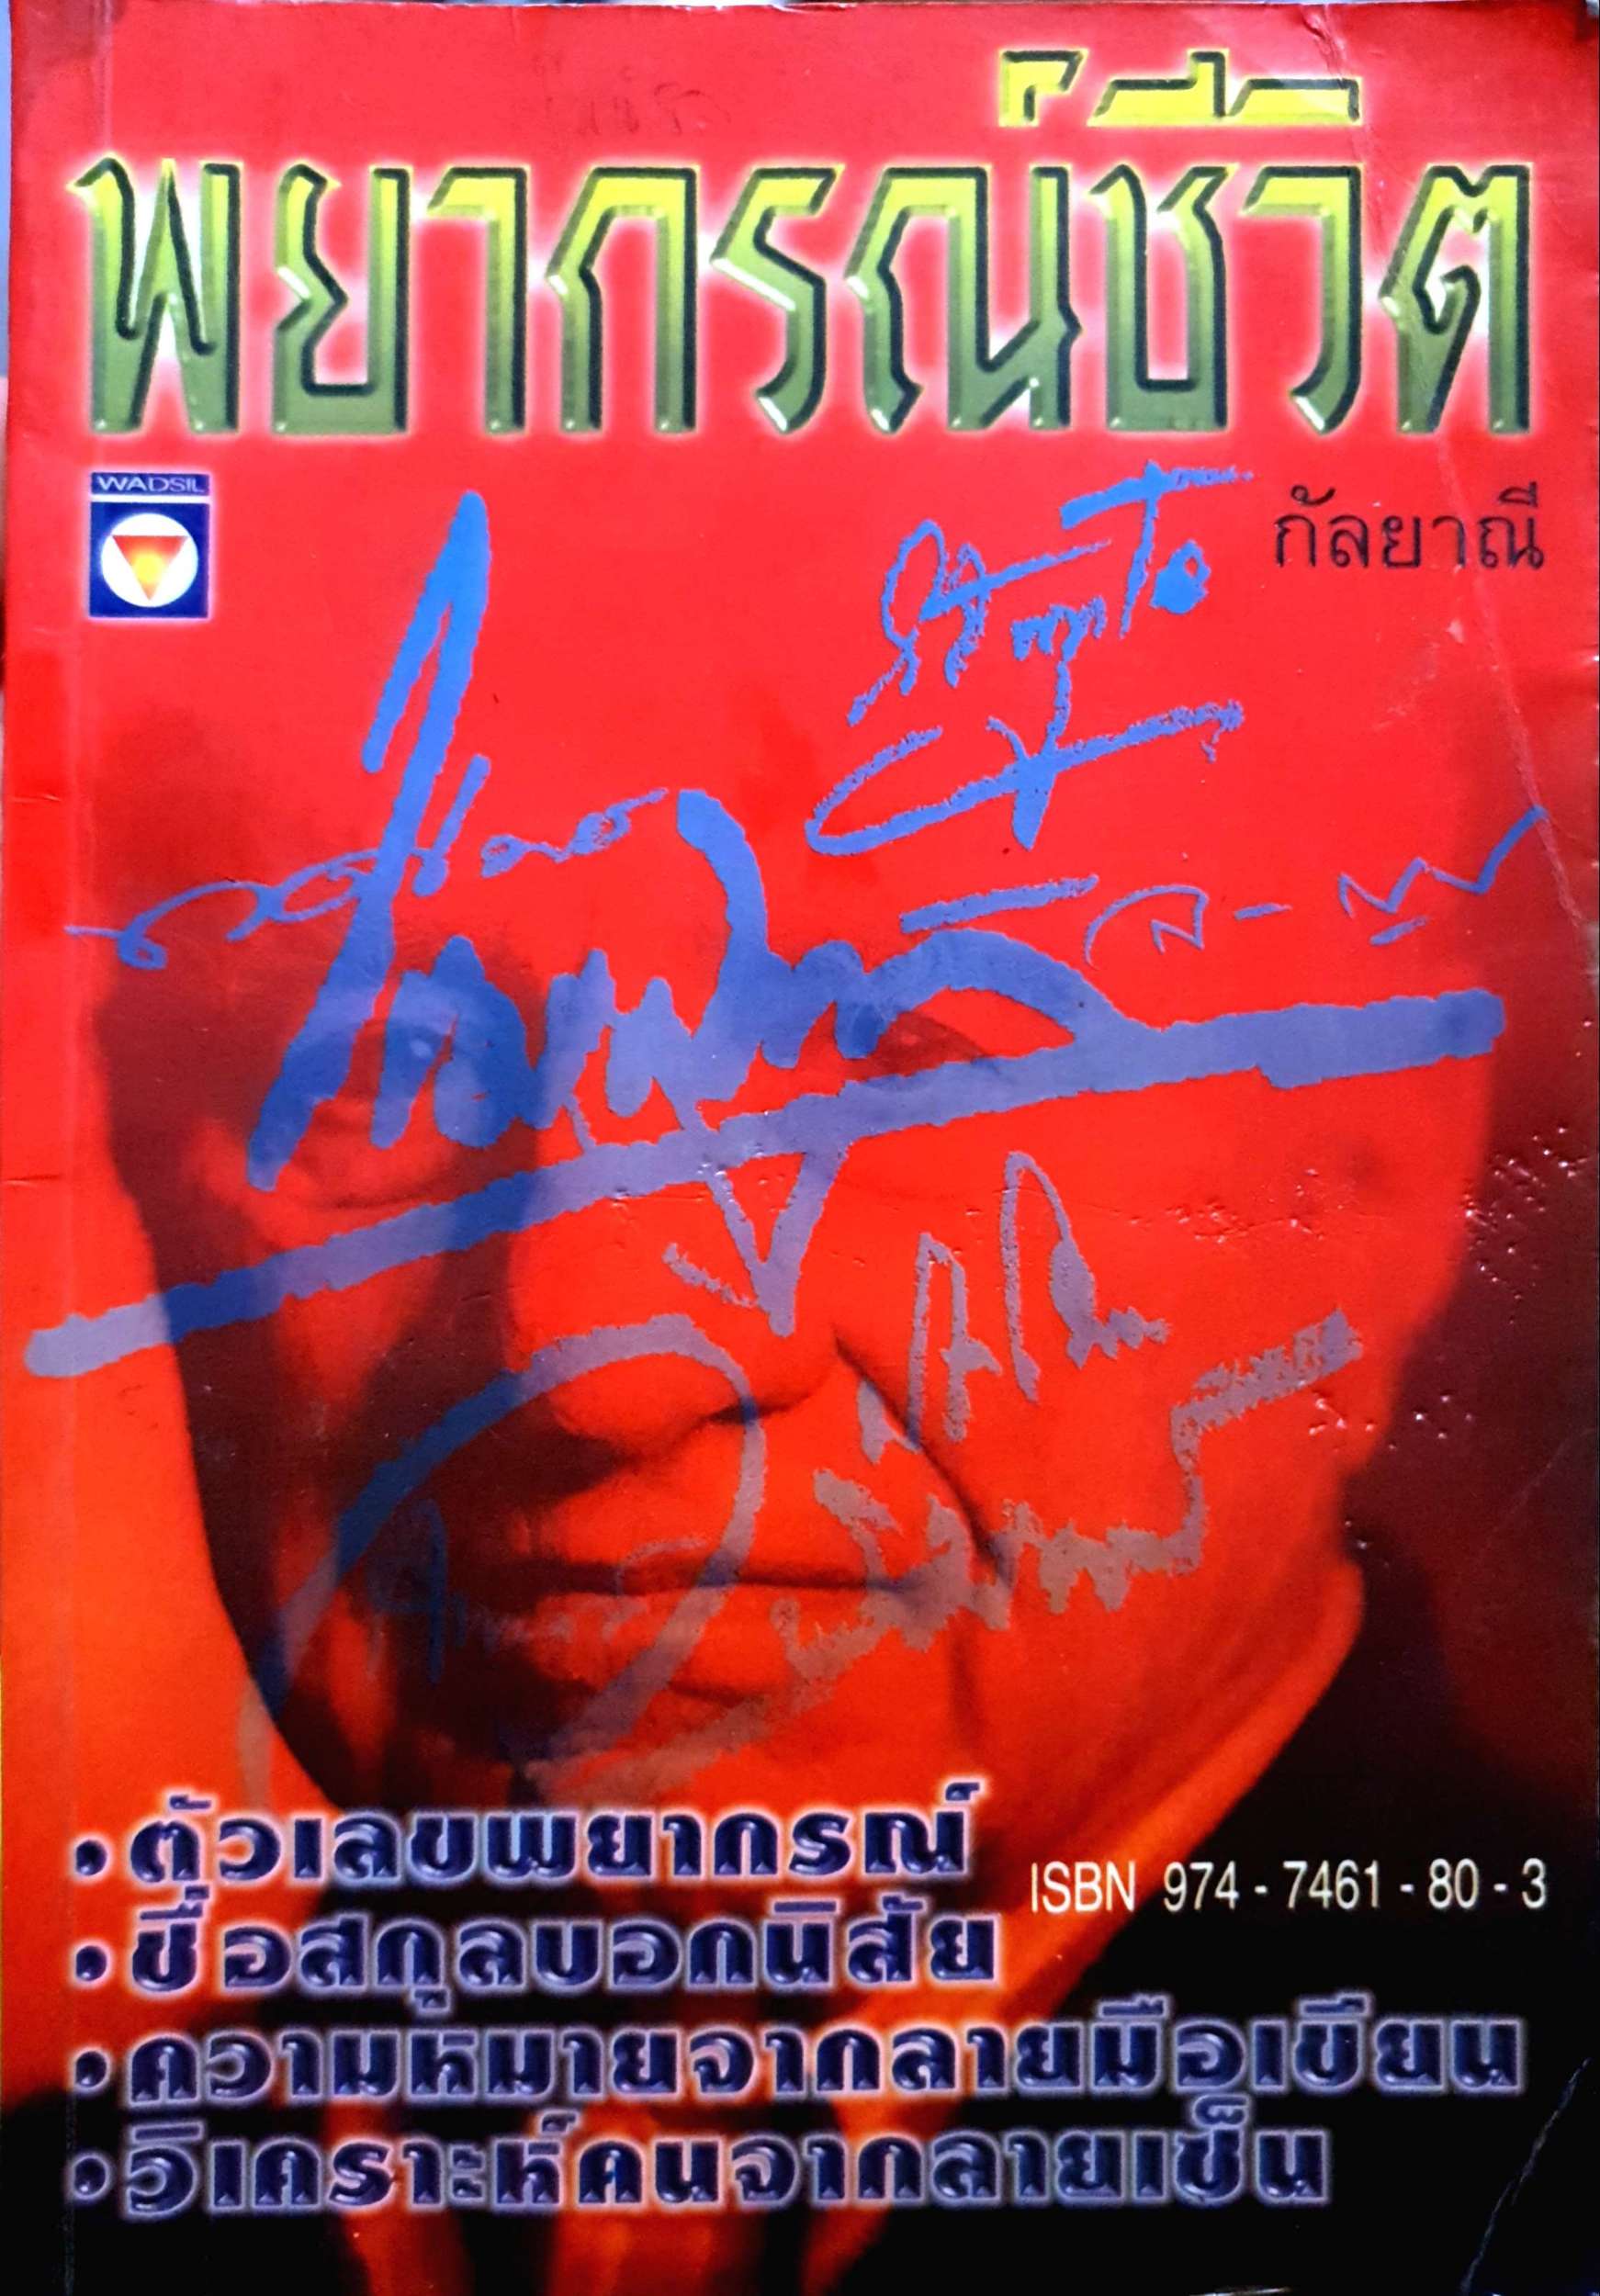 พยากรณ์ชีวิต
WADSIL
กัลยาณี
• ตัวเลขพยากรณ์
ISBN 974 - 7461 - 80 - 3
• ชื่อสกุลบอกนิสัย
• ความหมายจากลายมือเขียน
• วิเคราะห์คนจากลายเซ็น